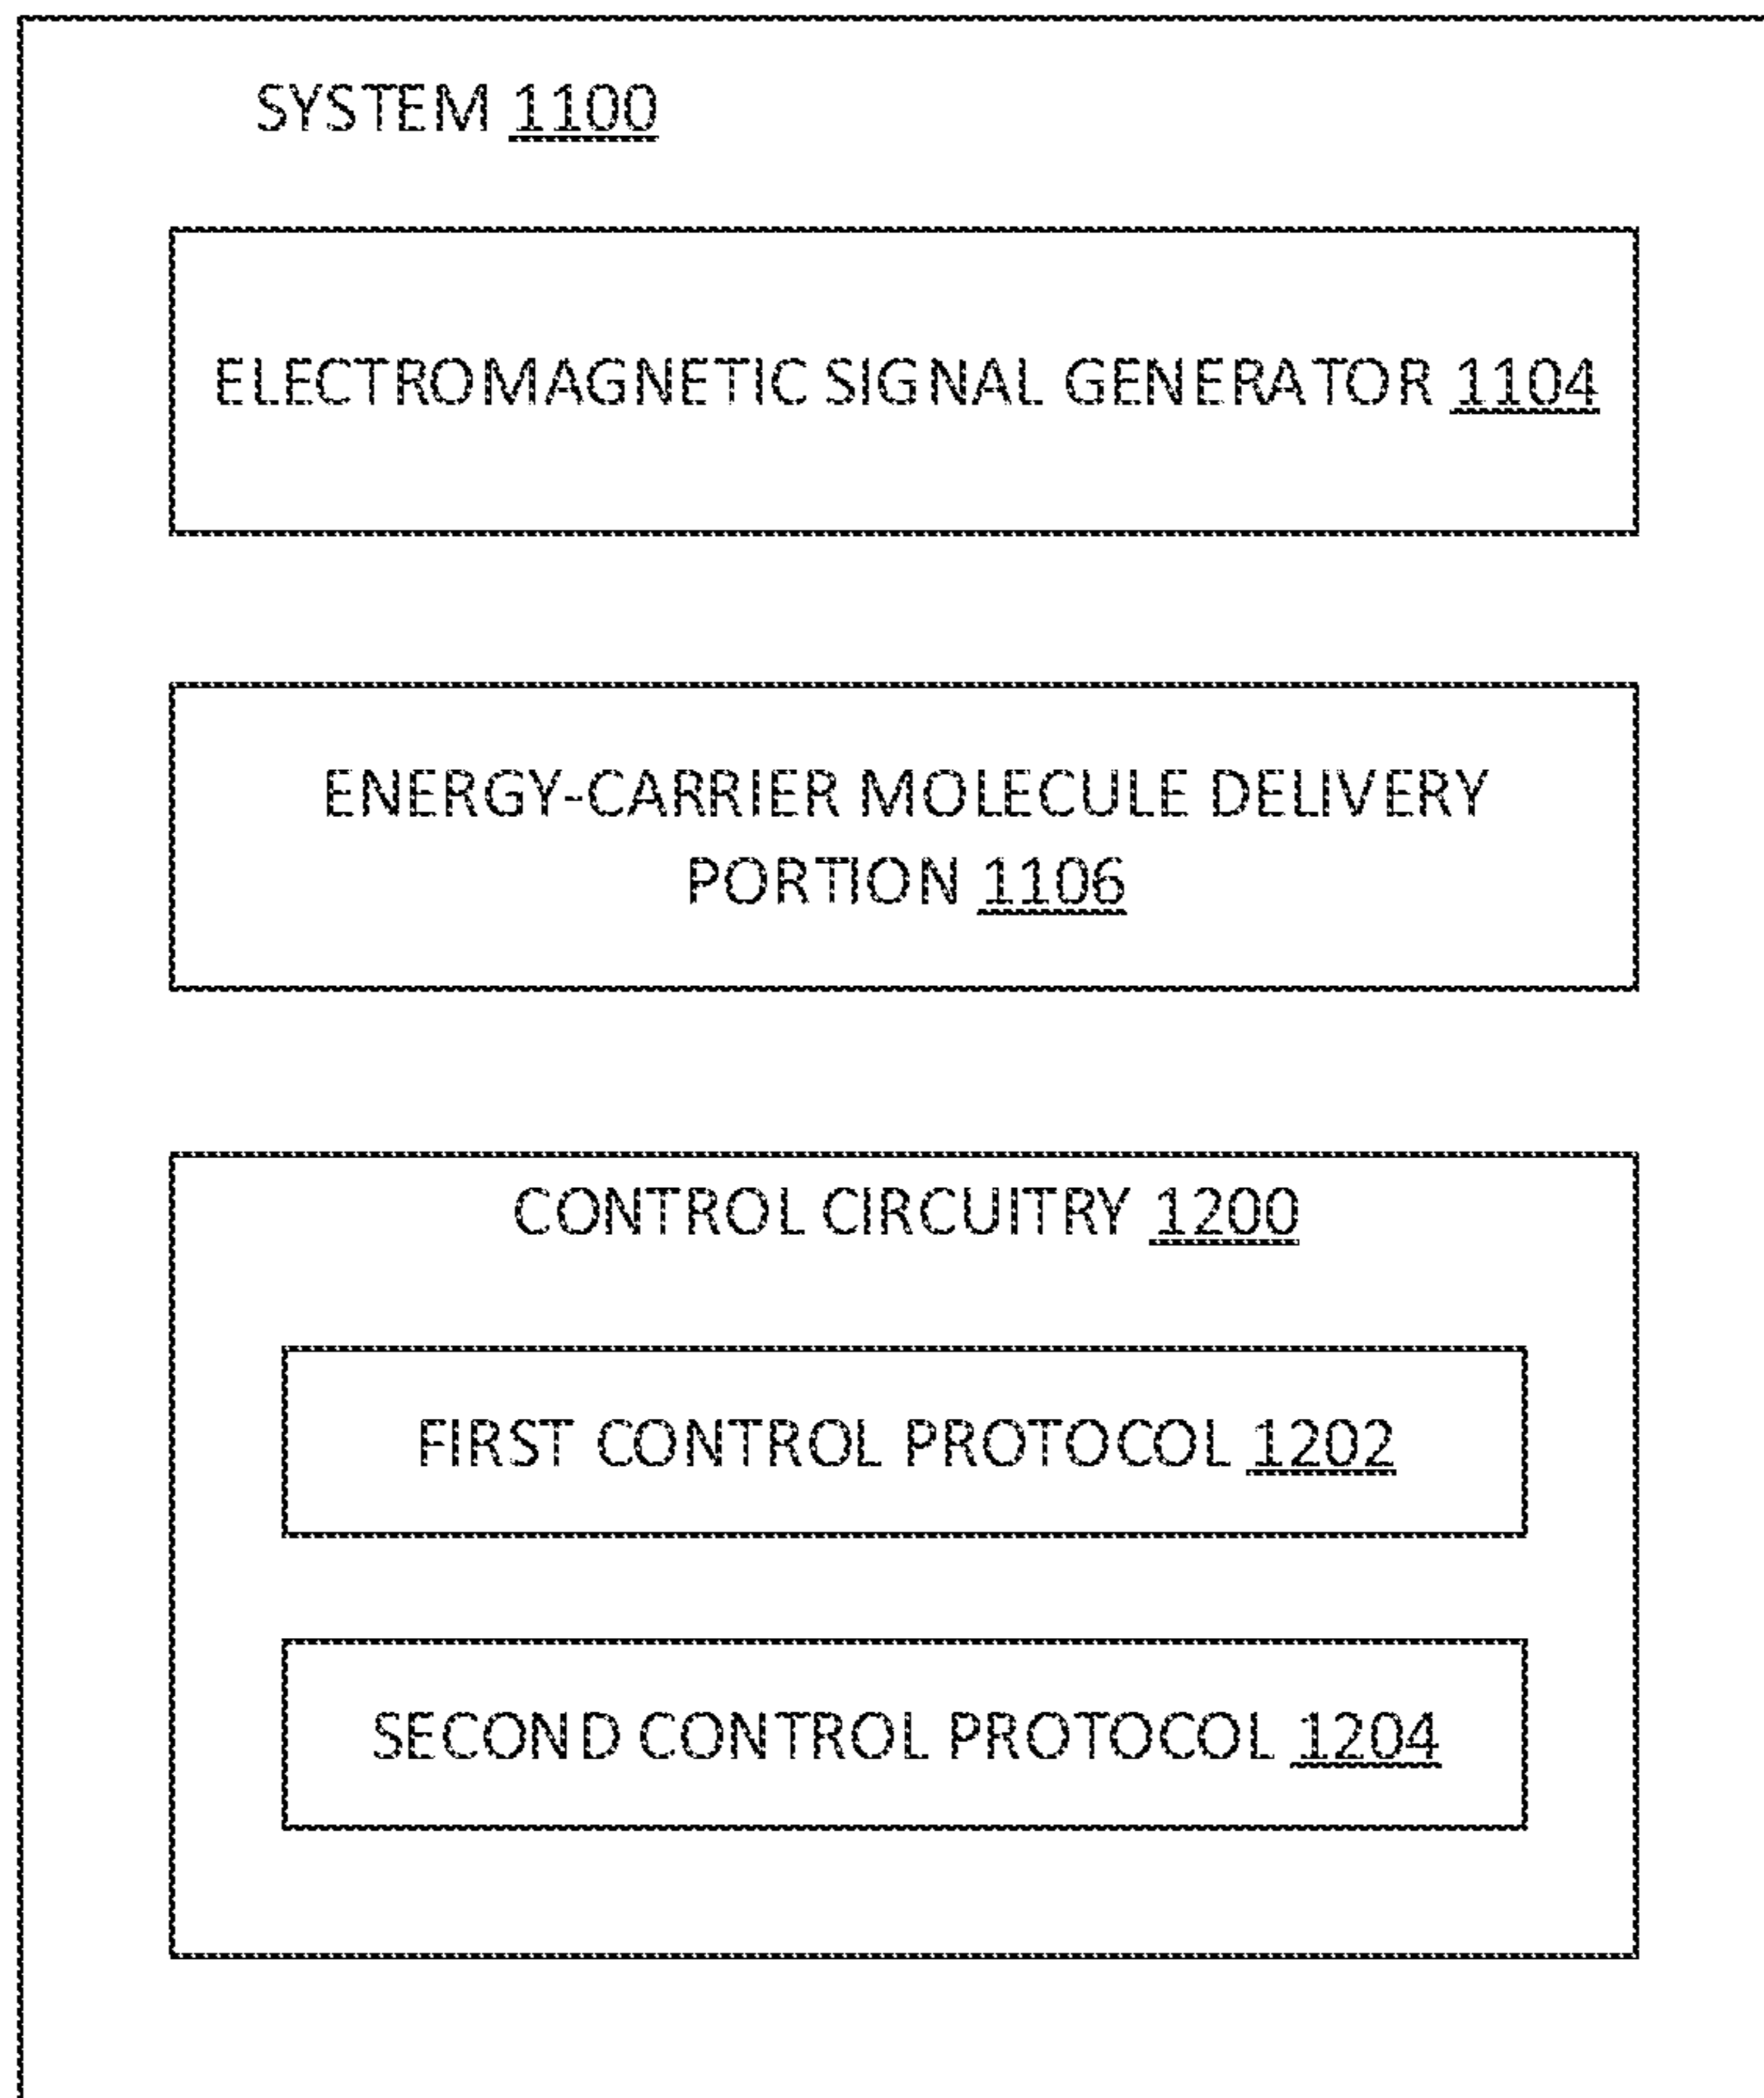 SYSTEM 1100
ELECTROMAGNETIC SIGNAL GENERATOR 1104
ENERGY-CARRIER MOLECULE DELIVERY
PORTION 1106
CONTROL CIRCUITRY 1200
FIRST CONTROL PROTOCOL 1202
SECOND CONTROL PROTOCOL 1204